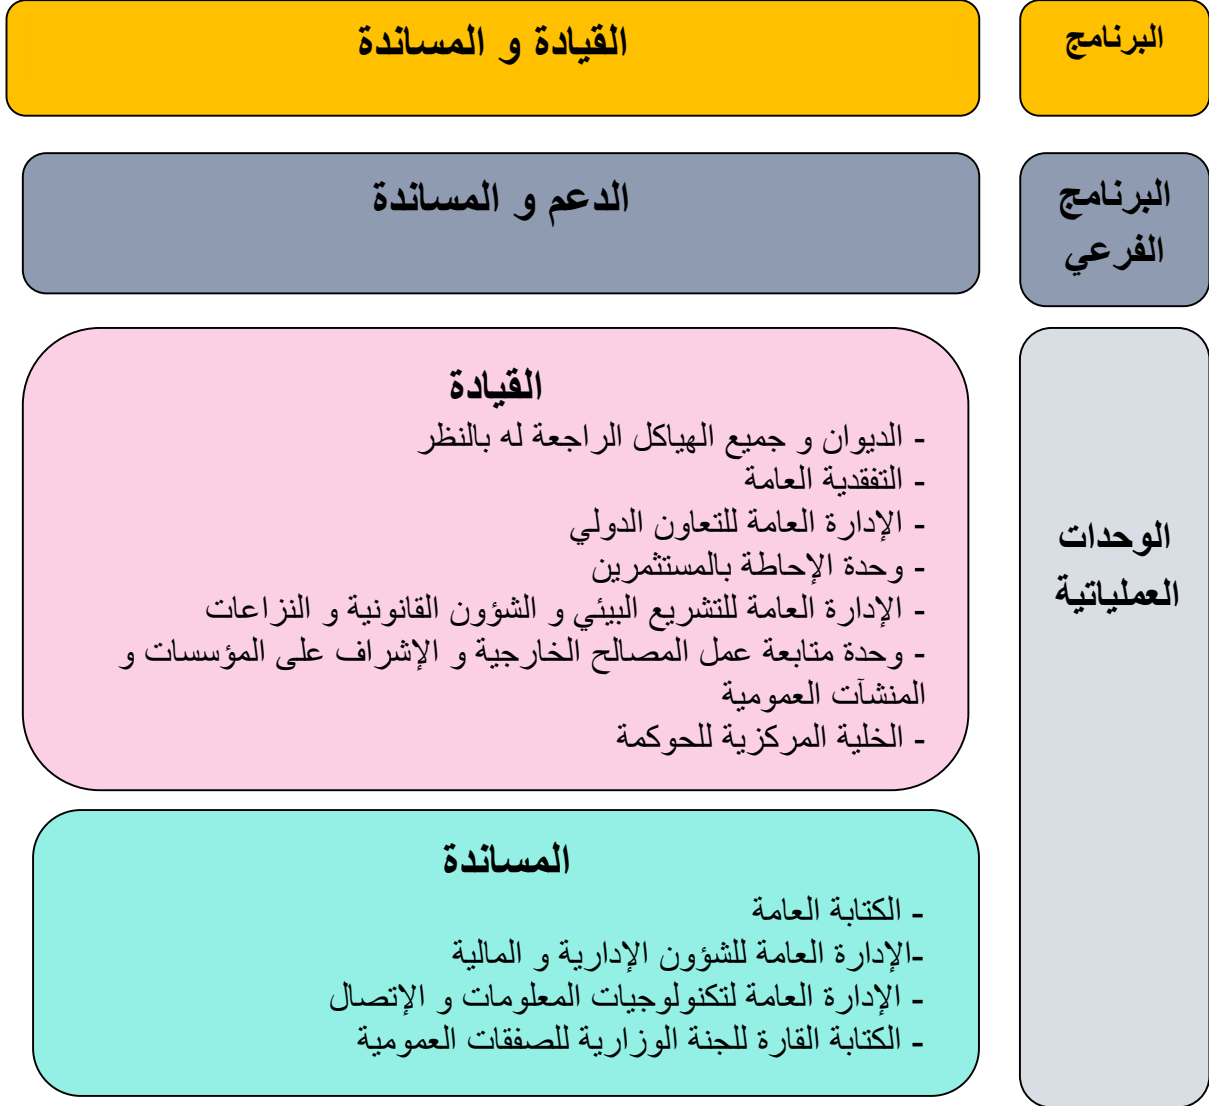 البرنامج
القيادة و المساندة
البرنامج
الفرعي
الدعم و المساندة
الوحدات
العملياتية
القيادة
- الديوان و جميع الهياكل الراجعة له بالنظر
- التفقدية العامة
- الإدارة العامة للتعاون الدولي
- وحدة الإحاطة بالمستثمرين
- الإدارة العامة للتشريع البيئي و الشؤون القانونية و النزاعات
- وحدة متابعة عمل المصالح الخارجية و الإشراف على المؤسسات و
المنشآت العمومية
- الخلية المركزية للحوكمة
المساندة
- الكتابة العامة
-الإدارة العامة للشؤون الإدارية و المالية
- الإدارة العامة لتكنولوجيات المعلومات و الإتصال
- الكتابة القارة للجنة الوزارية للصفقات العمومية